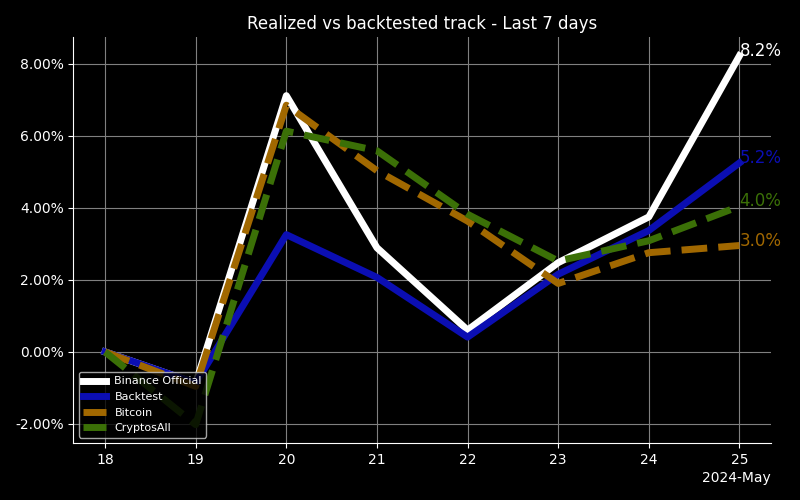 Realized vs backtested track - Last 7 days
8.00%
6.00%
4.00%
2.00%
0.00%
-2.00%
8.2%
5.2%
4.0%
3.0%
Binance Official
Backtest
Bitcoin
CryptosAll
18 19 20 21 22 23 24 25
2024-May